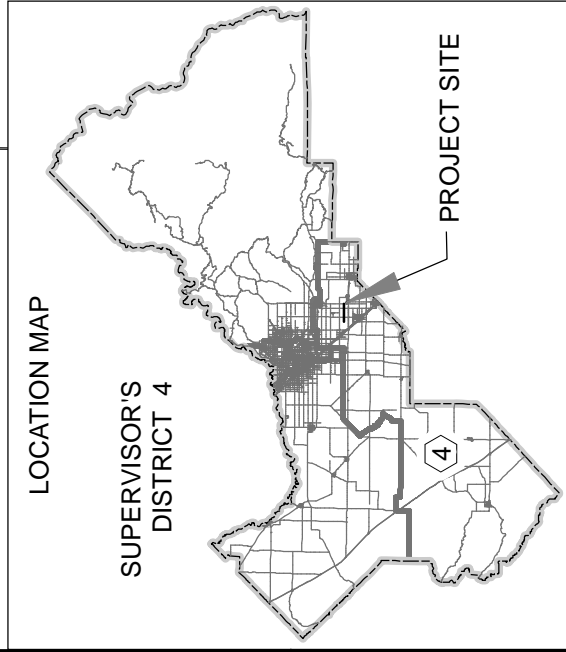 LOCATION MAP
SUPERVISOR'S
DISTRICT 4
PROJECT SITE
4